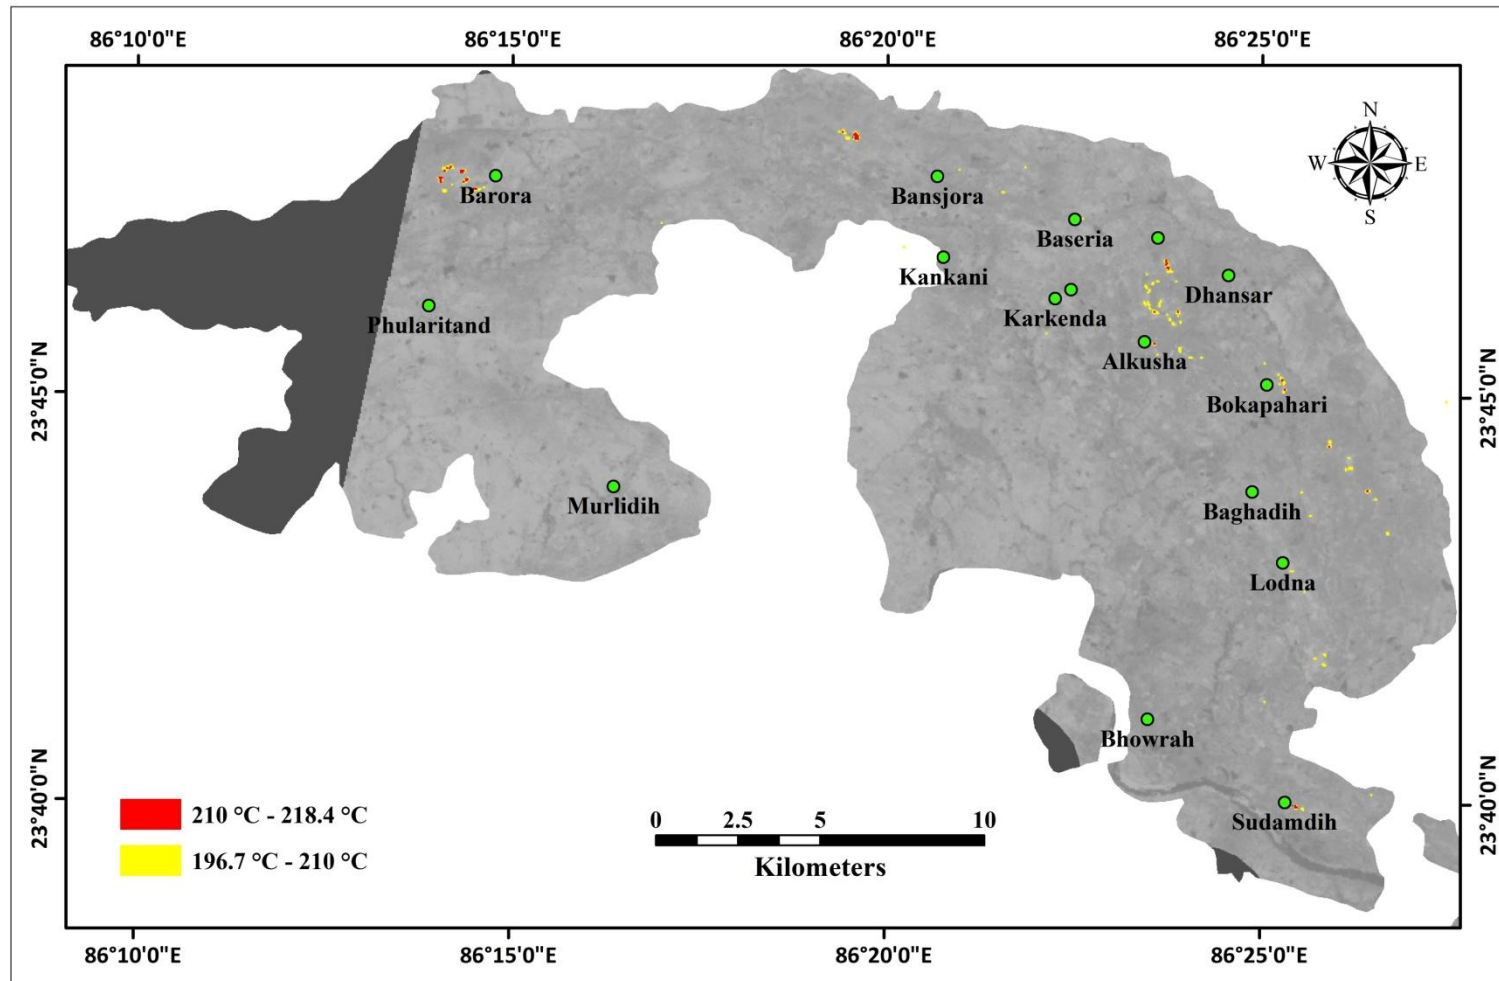 86°10'0"E
86°15'0"E
86°20'0"E
86°25'0"E
N
W
E
S
Barora
Bansjora
Baseria
Kankani
Dhansar
Karkenda
Phularitand
Alkusha
23°45'0"N
23°45'0"N
Bokapahari
Murlidih
Baghadih
Lodna
Bhowrah
23°40'0"N
23°40'0"N
210 °C - 218.4 °C
0 2.5 5 10
Sudamdih
196.7 °C - 210 °C
Kilometers
86°10'0"E
86°15'0"E
86°20'0"E
86°25'0"E